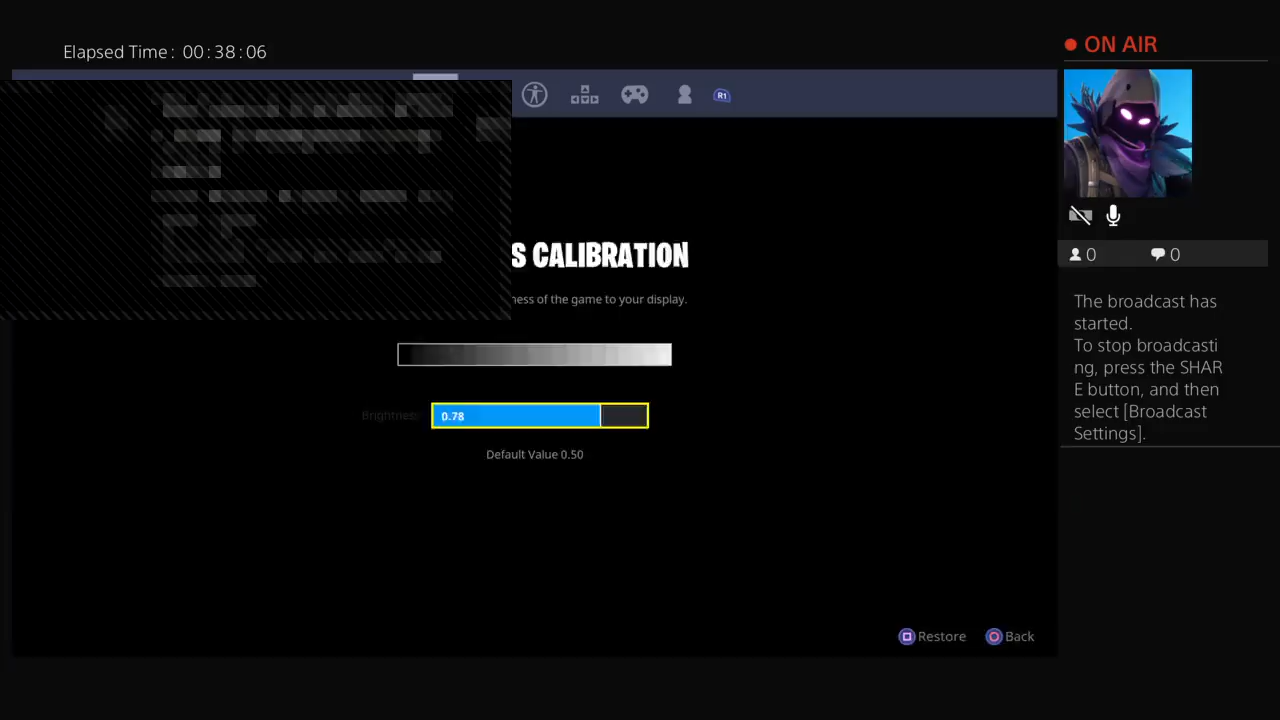 Elapsed Time: 00:38:06
ON AIR
R1
0
0
S CALIBRATION
ness of the game to your display.
Brightness
0.78
Default Value 0.50
The broadcast has
started.
To stop broadcasti
ng, press the SHAR
E button, and then
select [Broadcast
Settings].
Restore
Back